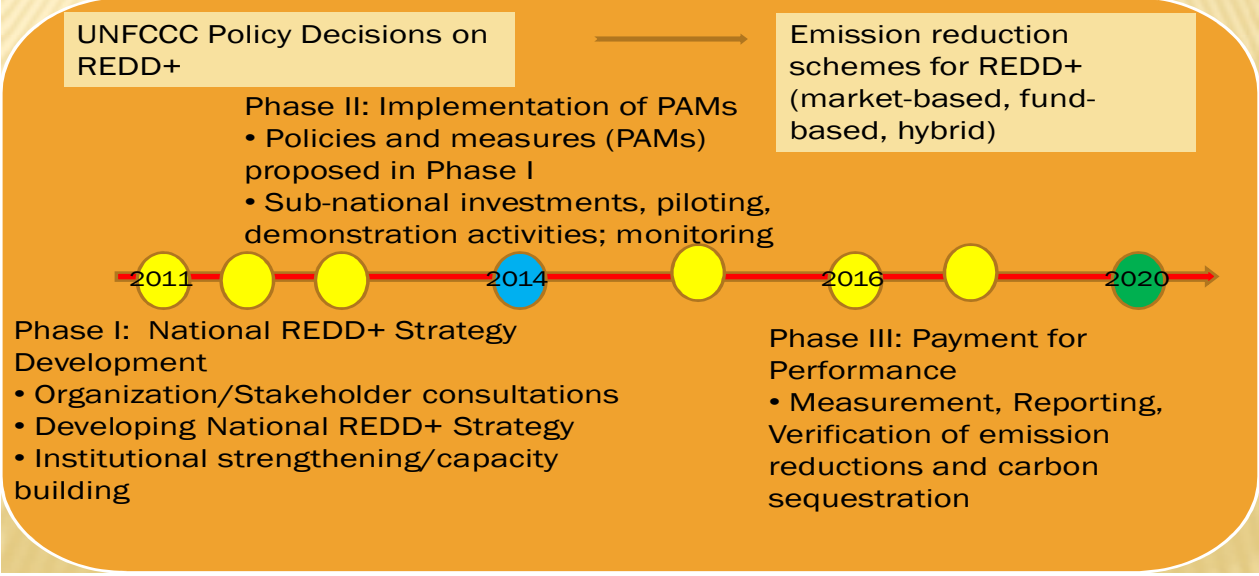 UNFCCC Policy Decisions on
REDD+
Emission reduction
schemes for REDD+
(market-based, fund-
based, hybrid)
Phase II: Implementation of PAMs
• Policies and measures (PAMs)
proposed in Phase I
• Sub-national investments, piloting,
demonstration activities; monitoring
2011
2014
2016
2020
Phase I:  National REDD+ Strategy
Development
• Organization/Stakeholder consultations
• Developing National REDD+ Strategy
• Institutional strengthening/capacity
building
Phase III: Payment for
Performance
• Measurement, Reporting,
Verification of emission
reductions and carbon
sequestration